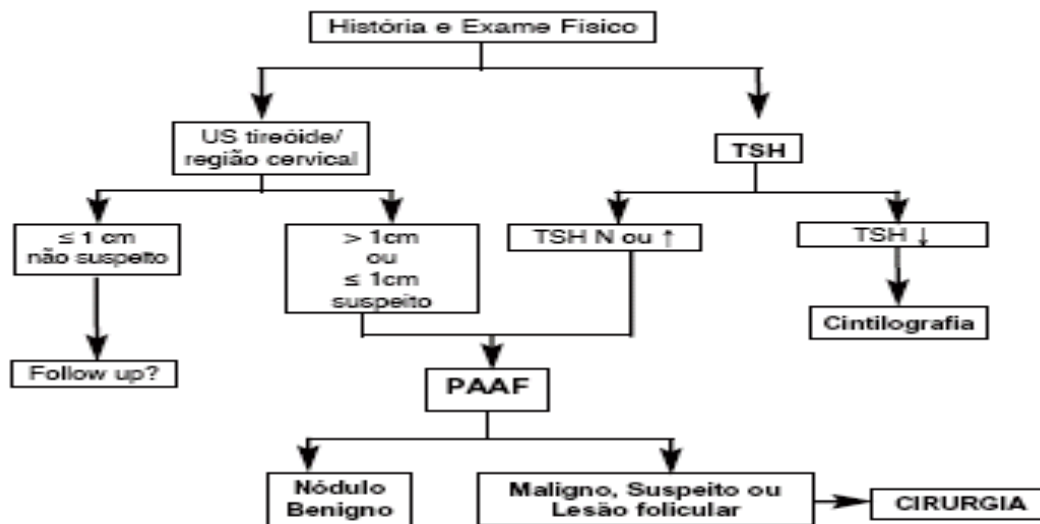 História e Exame Físico
US tireóide/
região cervical
TSH
≤ 1 cm
não suspeito
> 1cm
ou
≤ 1cm
suspeito
TSH N ou ↑
TSH ↓
Cintilografia
Follow up?
PAAF
Nódulo
Benigno
Maligno, Suspeito ou
Lesão folicular
CIRURGIA